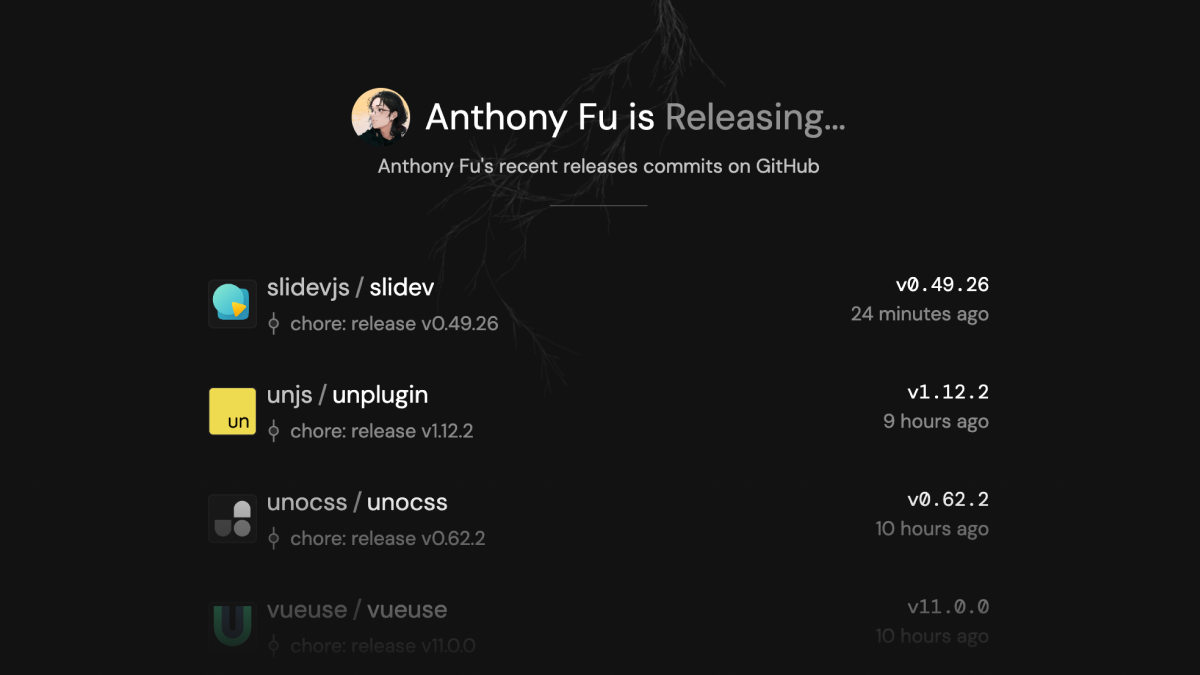 Anthony Fu is Releasing...
Anthony Fu's recent releases commits on GitHub
slidevjs / slidev
v0.49.26
chore: release v0.49.26
24 minutes ago
un
unjs / unplugin
v1.12.2
chore: release v1.12.2
9 hours ago
unocss / unocss
v0.62.2
chore: release v0.62.2
10 hours ago
vueuse / vueuse
v11.0.0
chore: release v11.0.0
10 hours ago